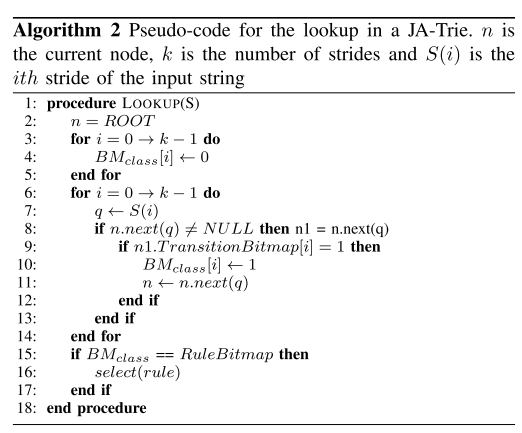 Algorithm 2 Pseudo-code for the lookup in a JA-Trie. n is
the current node, k is the number of strides and S(i) is the
ith stride of the input string
1: procedure LOOKUP(S)
2: n = ROOT
3: for i = 0 → k − 1 do
4: BM_class[i] ← 0
5: end for
6: for i = 0 → k − 1 do
7: q ← S(i)
8: if n.next(q) ≠ NULL then n1 = n.next(q)
9: if n1.TransitionBitmap[i] = 1 then
10: BM_class[i] ← 1
11: n ← n.next(q)
12: end if
13: end if
14: end for
15: if BM_class == RuleBitmap then
16: select(rule)
17: end if
18: end procedure